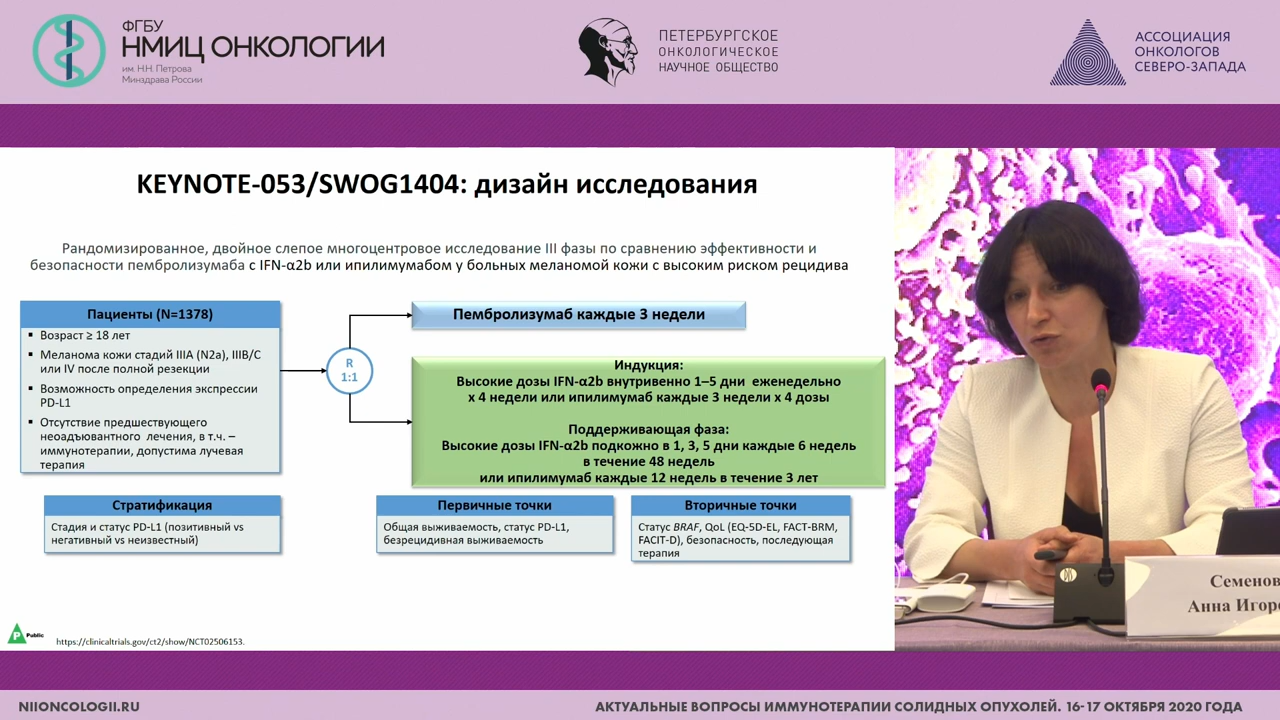 ФГБУ
НМИЦ ОНКОЛОГИИ
им. Н.Н. Петрова
Минздрава России
ПЕТЕРБУРГСКОЕ
ОНКОЛОГИЧЕСКОЕ
НАУЧНОЕ ОБЩЕСТВО
АССОЦИАЦИЯ
ОНКОЛОГОВ
СЕВЕРО-ЗАПАДА
KEYNOTE-053/SWOG1404: дизайн исследования
Рандомизированное, двойное слепое многоцентровое исследование III фазы по сравнению эффективности и
безопасности пембролизумаба с IFN-α2b или ипилимумабом у больных меланомой кожи с высоким риском рецидива
Пациенты (N=1378)
▪ Возраст ≥ 18 лет
▪ Меланома кожи стадий IIIA (N2a), IIIB/C
или IV после полной резекции
▪ Возможность определения экспрессии
PD-L1
▪ Отсутствие предшествующего
неоадъювантного лечения, в т.ч. –
иммунотерапии, допустима лучевая
терапия
R
1:1
Пембролизумаб каждые 3 недели
Индукция:
Высокие дозы IFN-α2b внутривенно 1–5 дни еженедельно
х 4 недели или ипилимумаб каждые 3 недели х 4 дозы
Поддерживающая фаза:
Высокие дозы IFN-α2b подкожно в 1, 3, 5 дни каждые 6 недель
в течение 48 недель
или ипилимумаб каждые 12 недель в течение 3 лет
Стратификация
Стадия и статус PD-L1 (позитивный vs
негативный vs неизвестный)
Первичные точки
Общая выживаемость, статус PD-L1,
безрецидивная выживаемость
Вторичные точки
Статус BRAF, QoL (EQ-5D-EL, FACT-BRM,
FACIT-D), безопасность, последующая
терапия
P
Public
https://clinicaltrials.gov/ct2/show/NCT02506153.
Семенов
Анна Игоре
NIIONCOLOGII.RU
АКТУАЛЬНЫЕ ВОПРОСЫ ИММУНОТЕРАПИИ СОЛИДНЫХ ОПУХОЛЕЙ. 16-17 ОКТЯБРЯ 2020 ГОДА